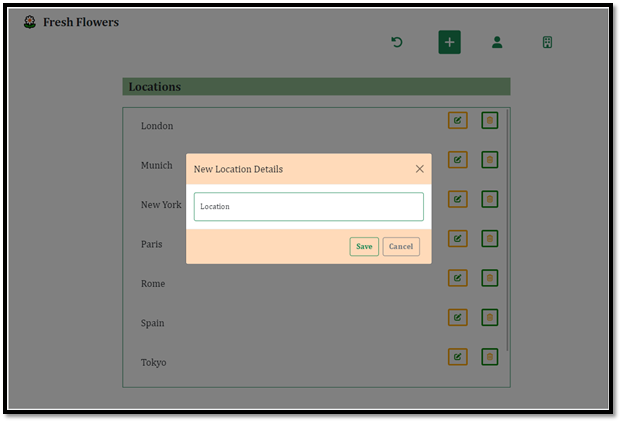 Fresh Flowers
Locations
London
Munich
New York
Paris
Rome
Spain
Tokyo
New Location Details
Location
Save Cancel